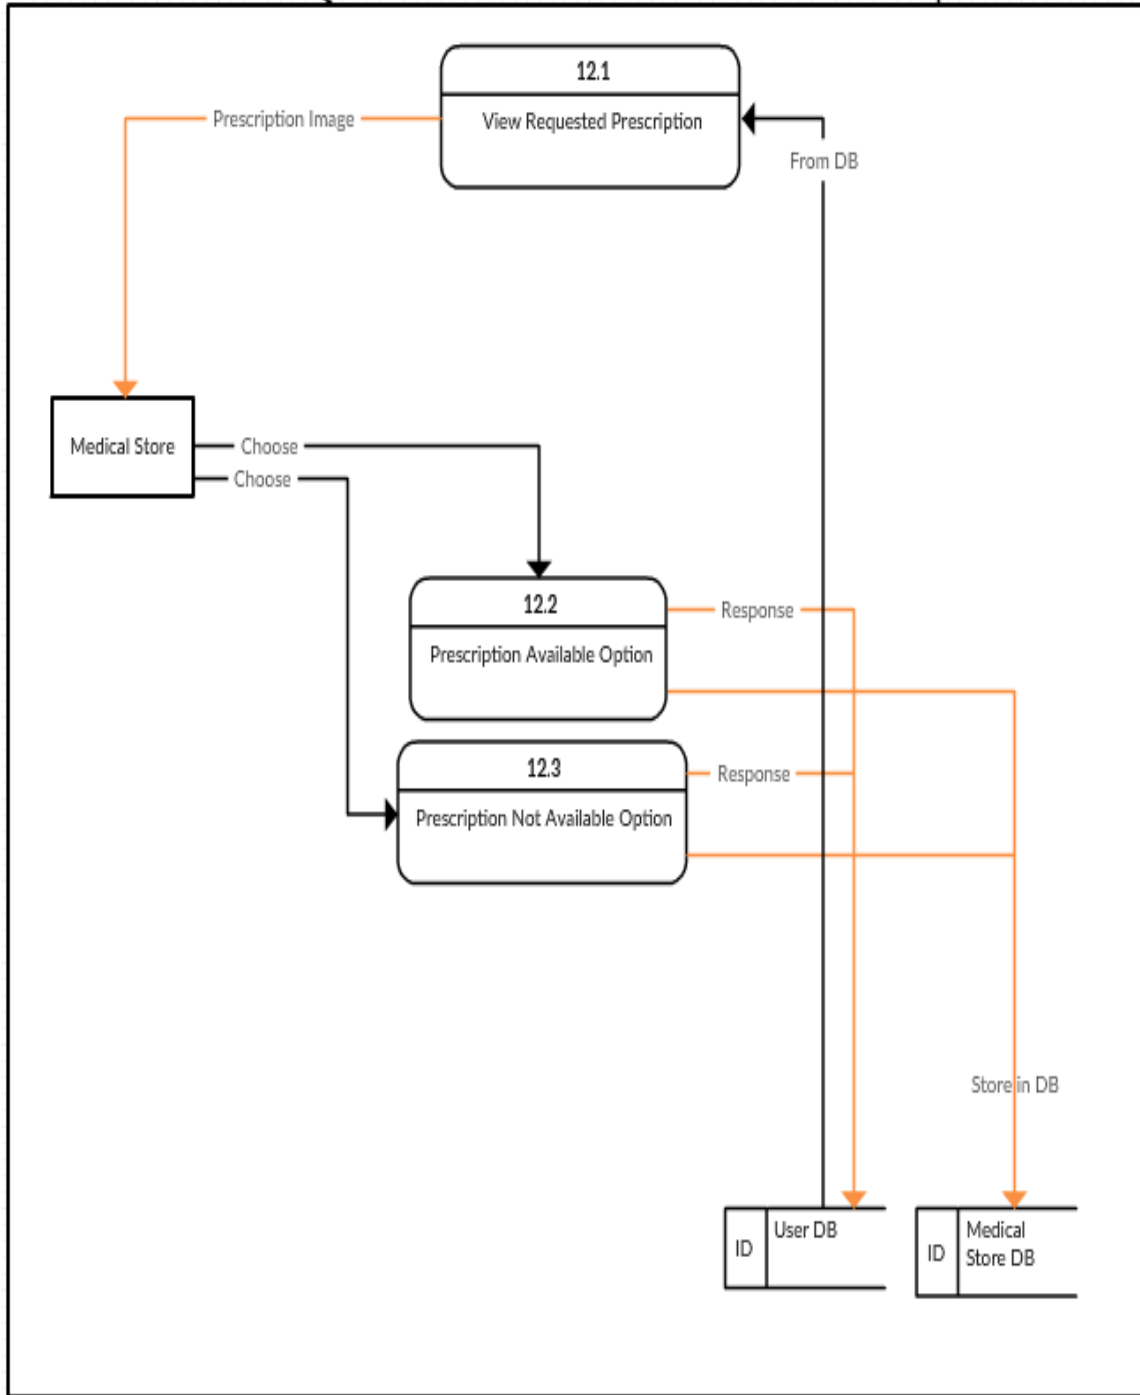 12.1
View Requested Prescription
Prescription Image
From DB
Medical Store
Choose
Choose
12.2
Prescription Available Option
Response
12.3
Prescription Not Available Option
Response
Store in DB
ID
User DB
ID
Medical
Store DB